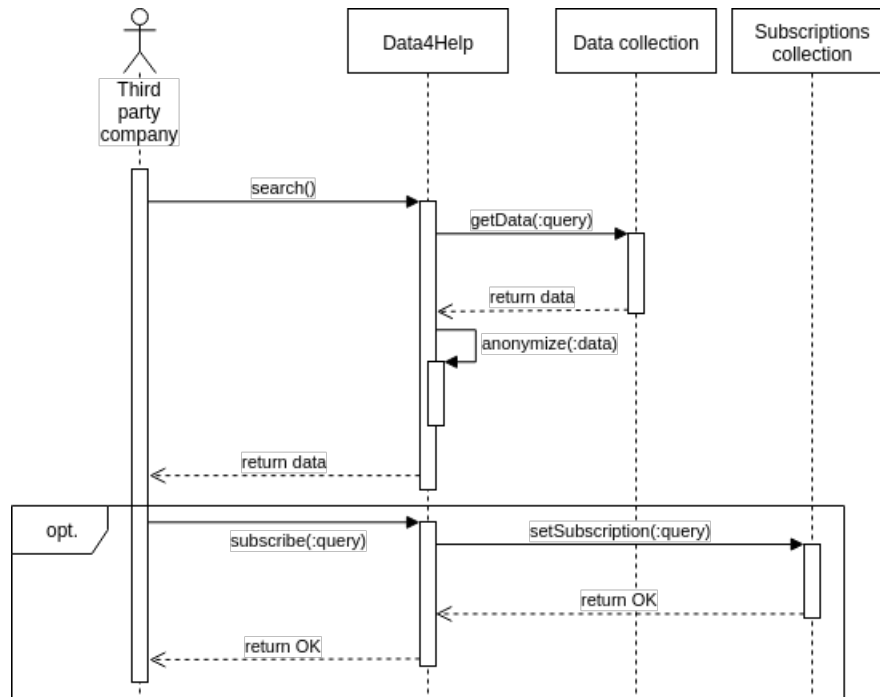 Data4Help
Data collection
Subscriptions
collection
Third
party
company
search()
getData(:query)
return data
anonymize(:data)
return data
opt.
subscribe(:query)
setSubscription(:query)
return OK
return OK